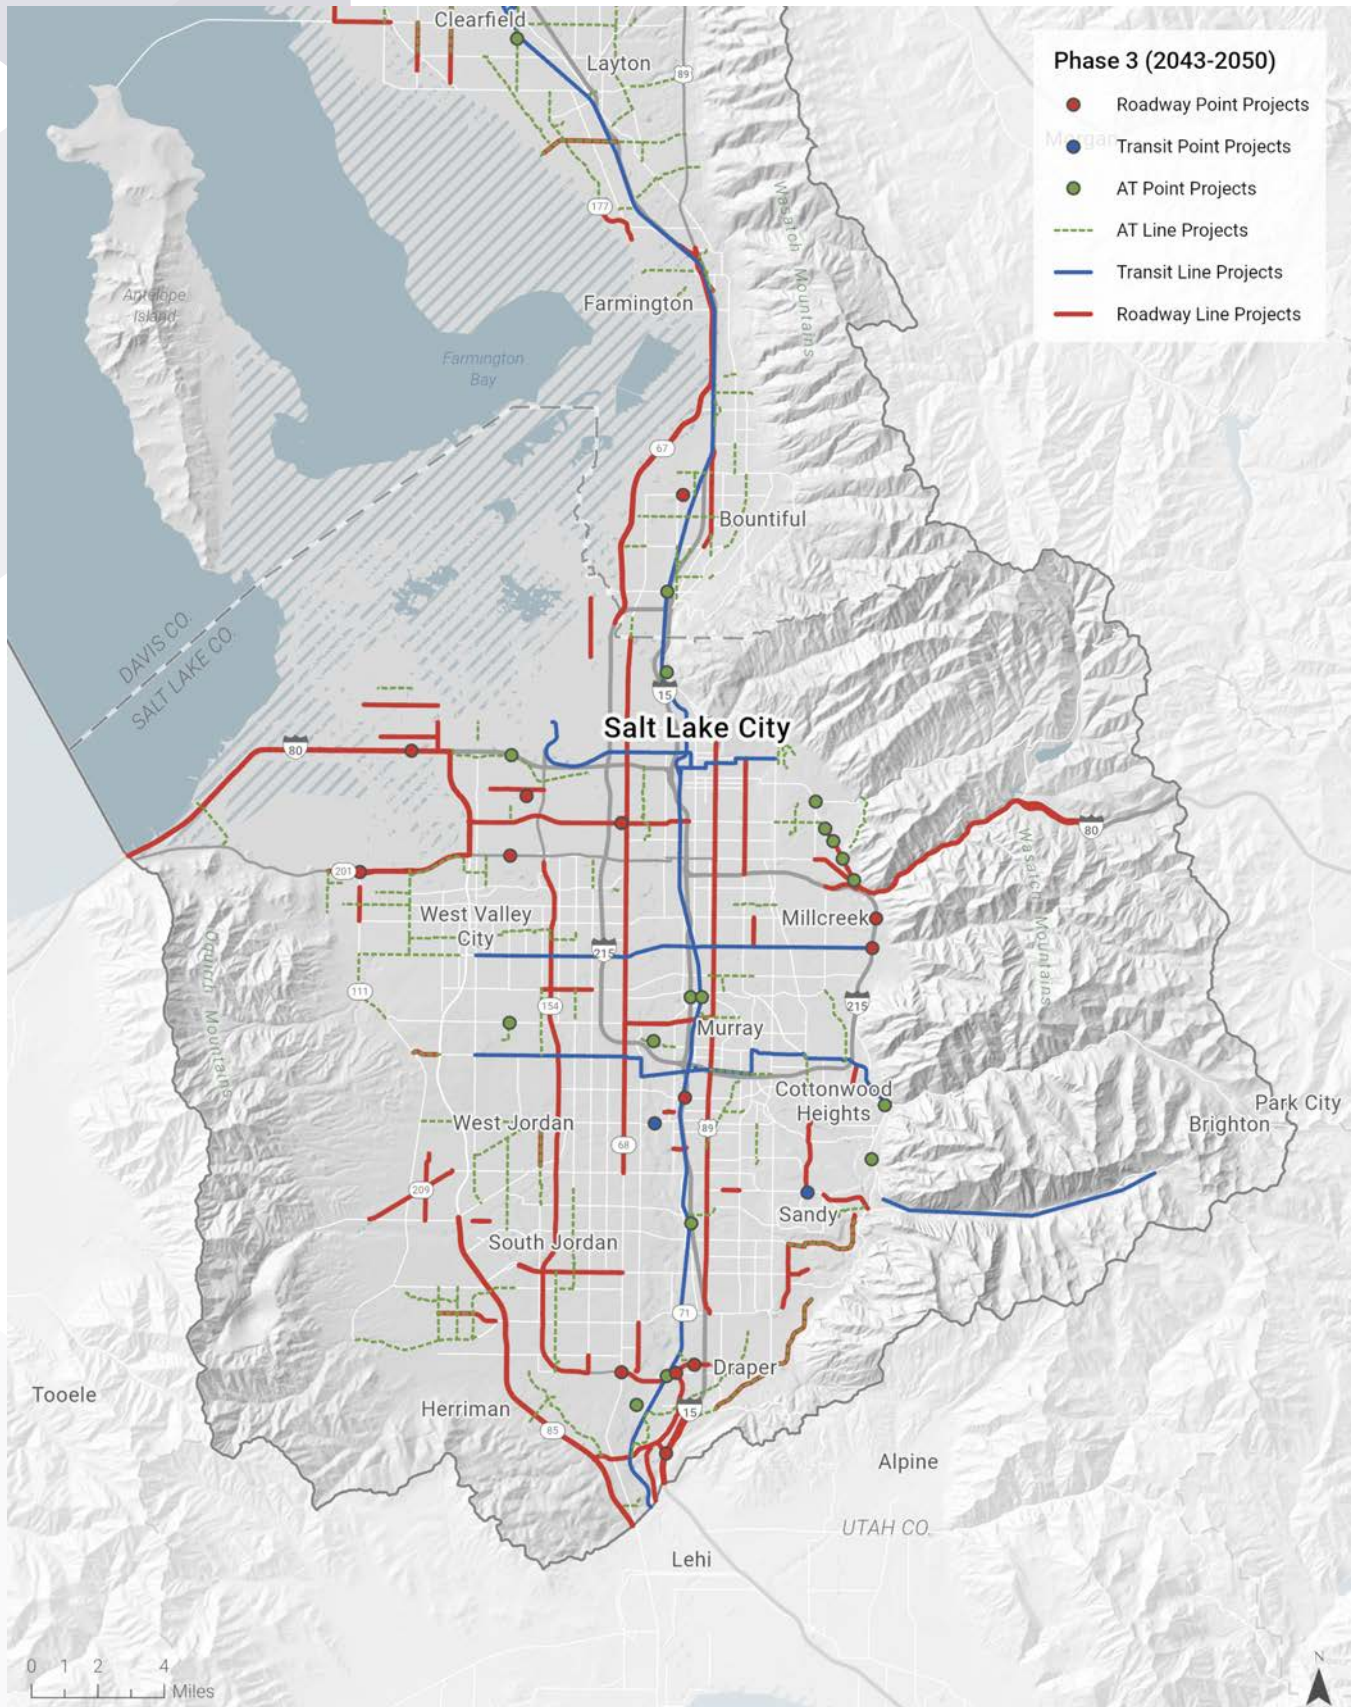 Clearfield
Layton
89
Phase 3 (2043-2050)
Roadway Point Projects
Morgan
Transit Point Projects
AT Point Projects
AT Line Projects
Transit Line Projects
Roadway Line Projects
177
Wasatch Mountains
Antelope
Island
Farmington
Farmington
Bay
67
Bountiful
DAVIS CO.
SALT LAKE CO.
15
Salt Lake City
80
80
201
West Valley
City
Millcreek
Wasatch Mountains
Oquirrh Mountains
215
111
154
215
Murray
Cottonwood
Heights
Park City
Brighton
West Jordan
89
68
209
Sandy
South Jordan
71
Draper
Tooele
Herriman
15
85
Alpine
UTAH CO.
Lehi
0 1 2 4
Miles
N